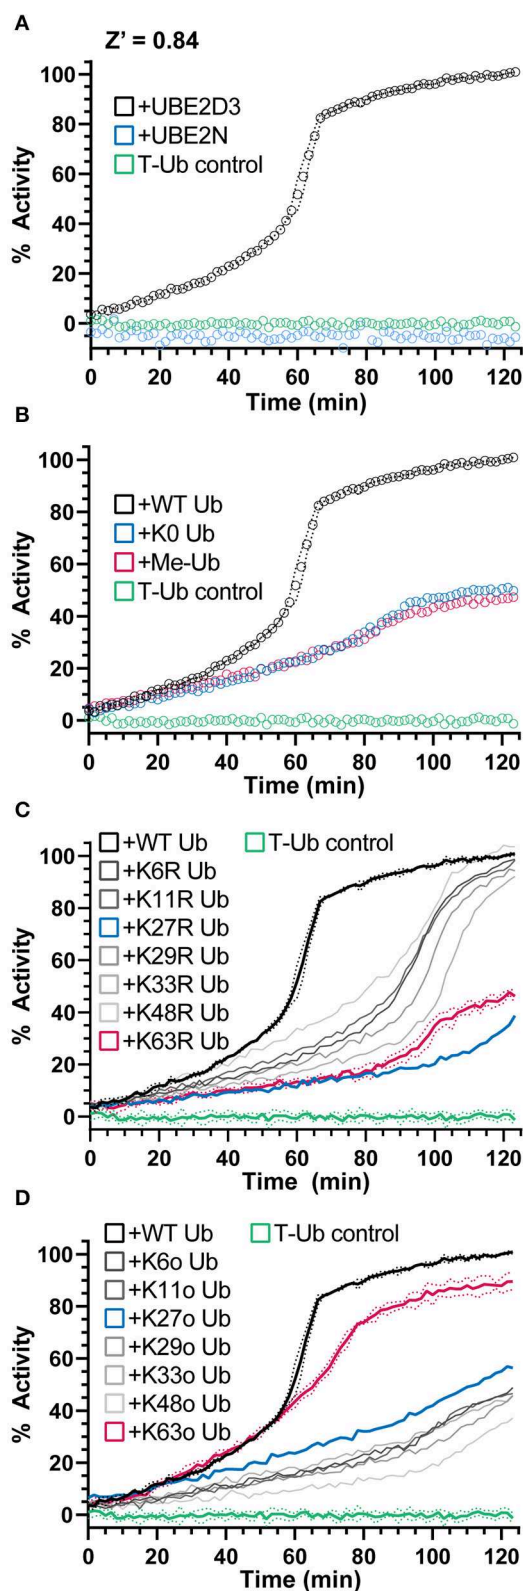 A
Z' = 0.84
100
80
60
40
20
0
% Activity
+UBE2D3
+UBE2N
T-Ub control
0 20 40 60 80 100 120
Time (min)
B
100
80
60
40
20
0
% Activity
+WT Ub
+K0 Ub
+Me-Ub
T-Ub control
0 20 40 60 80 100 120
Time (min)
C
100
80
60
40
20
0
% Activity
+WT Ub T-Ub control
+K6R Ub
+K11R Ub
+K27R Ub
+K29R Ub
+K33R Ub
+K48R Ub
+K63R Ub
0 20 40 60 80 100 120
Time (min)
D
100
80
60
40
20
0
% Activity
+WT Ub T-Ub control
+K6o Ub
+K11o Ub
+K27o Ub
+K29o Ub
+K33o Ub
+K48o Ub
+K63o Ub
0 20 40 60 80 100 120
Time (min)